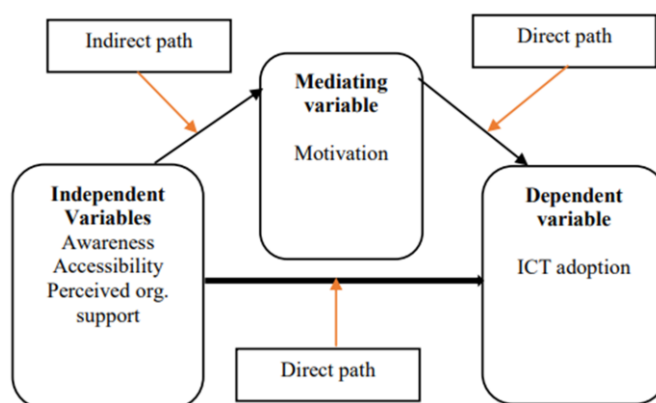 Indirect path
Direct path
Mediating
variable
Motivation
Independent
Variables
Awareness
Accessibility
Perceived org.
support
Dependent
variable
ICT adoption
Direct path